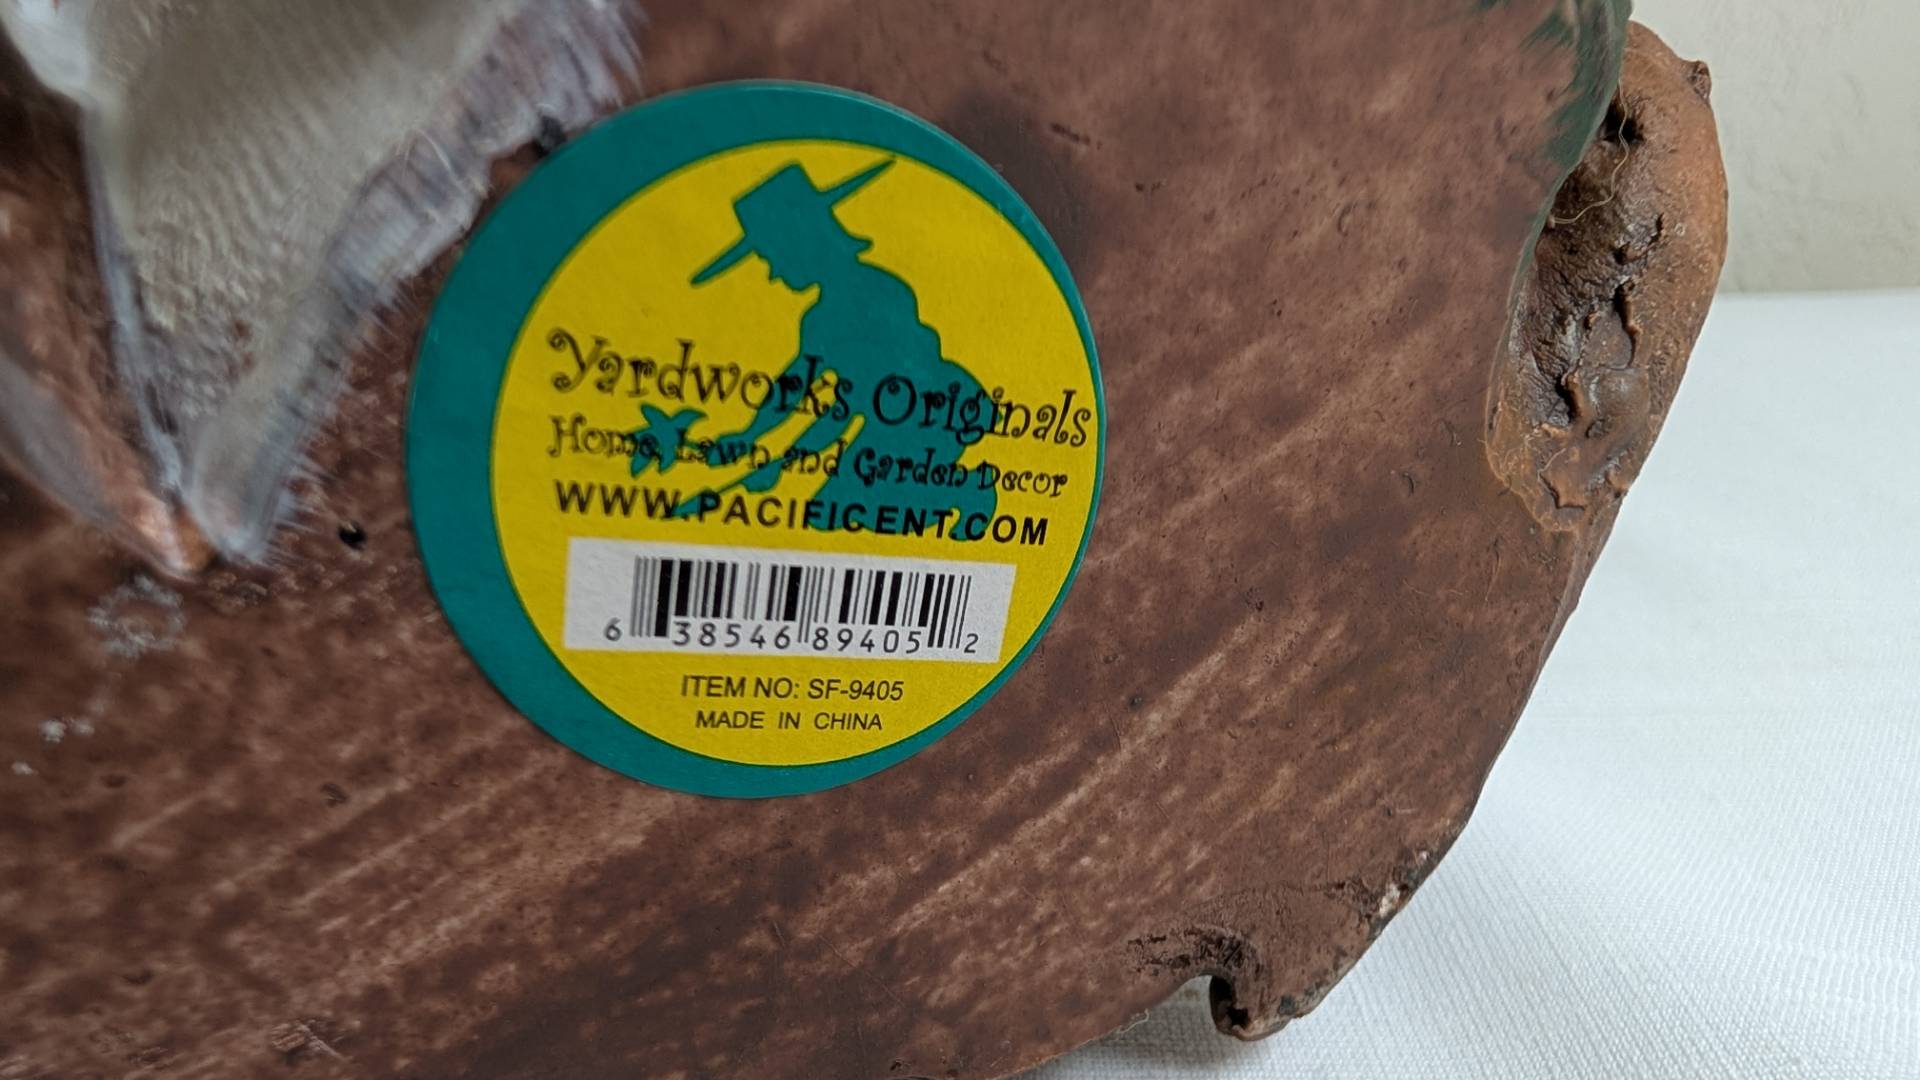 Yardworks Originals
Home, Lawn and Garden Decor
WWW.PACIFICENT.COM
6 38546 89405 2
ITEM NO: SF-9405
MADE IN CHINA